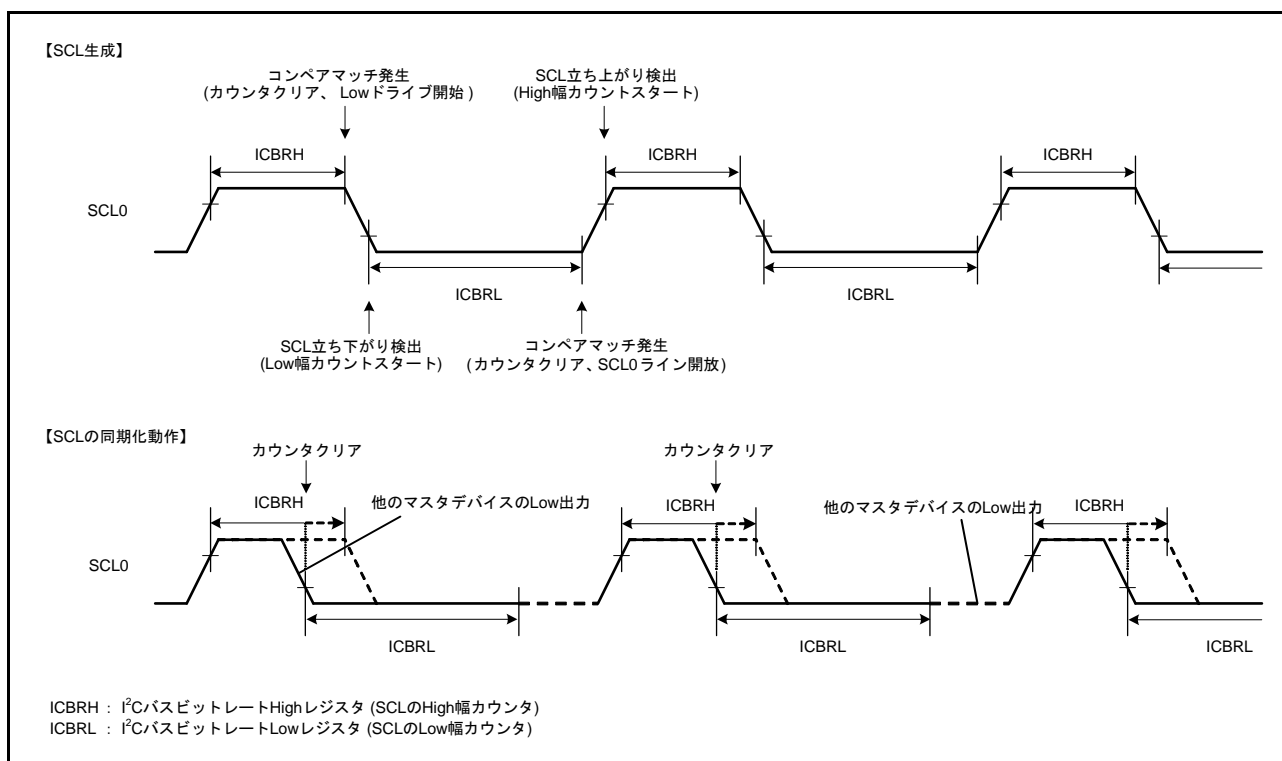 【SCL生成】
コンペアマッチ発生
(カウンタクリア、 Lowドライブ開始 )
SCL立ち上がり検出
(High幅カウントスタート)
ICBRH
ICBRH
ICBRH
SCL0
ICBRL
ICBRL
SCL立ち下がり検出
(Low幅カウントスタート)
コンペアマッチ発生
(カウンタクリア、SCL0ライン開放)
【SCLの同期化動作】
カウンタクリア
カウンタクリア
ICBRH
他のマスタデバイスのLow出力
ICBRH
他のマスタデバイスのLow出力
ICBRH
SCL0
ICBRL
ICBRL
ICBRL
ICBRH : I²CバスビットレートHighレジスタ (SCLのHigh幅カウンタ)
ICBRL : I²CバスビットレートLowレジスタ (SCLのLow幅カウンタ)